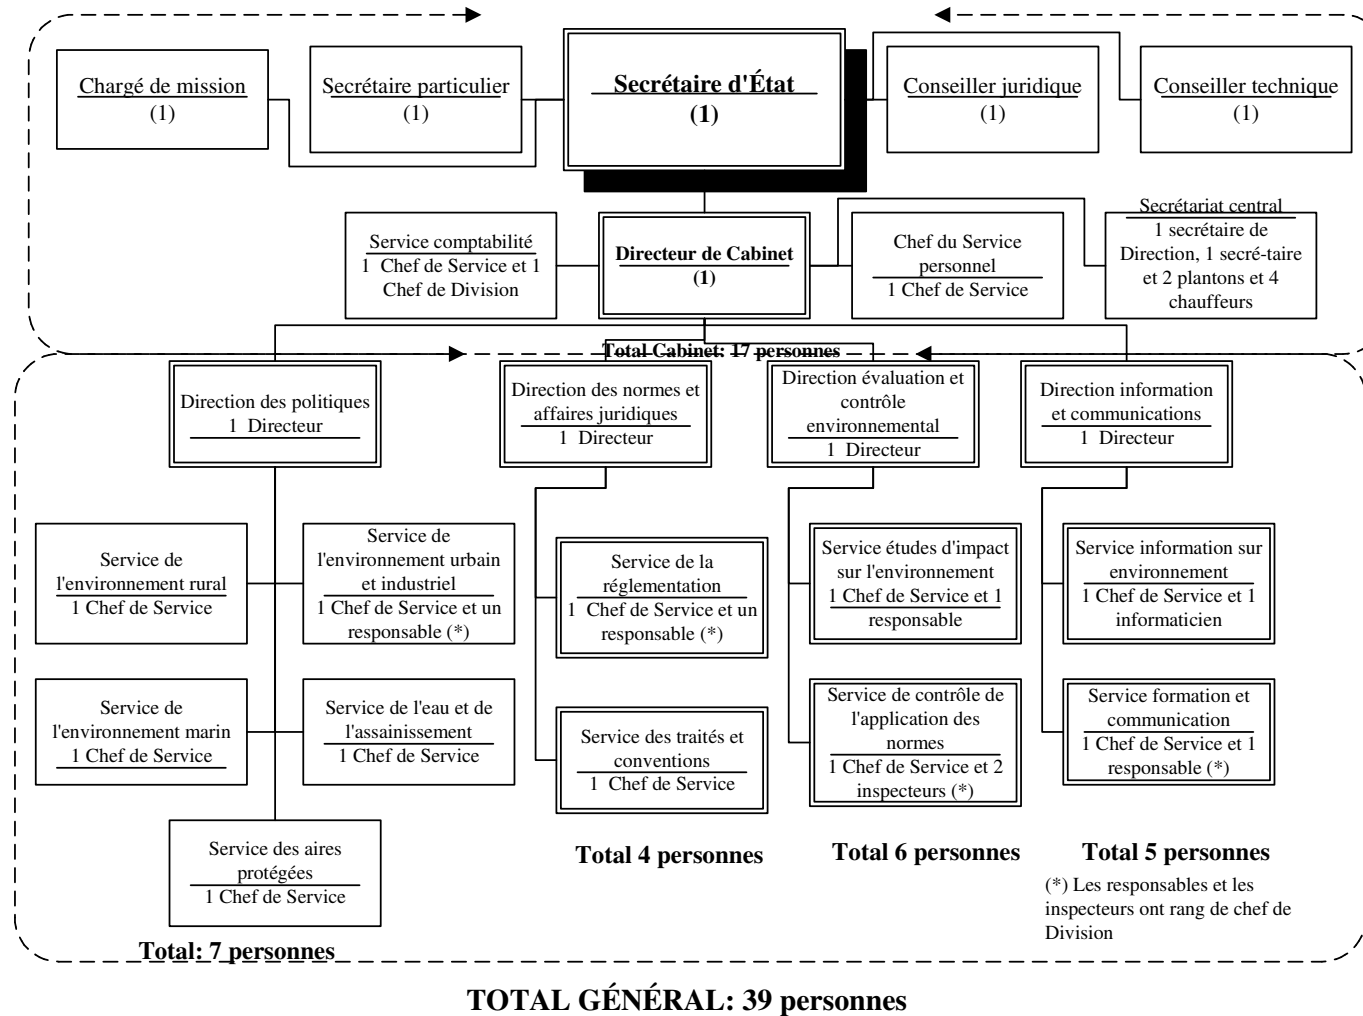 Chargé de mission
(1)
Secrétaire particulier
(1)
Secrétaire d'État
(1)
Conseiller juridique
(1)
Conseiller technique
(1)
Service comptabilité
1 Chef de Service et 1
Chef de Division
Directeur de Cabinet
(1)
Chef du Service
personnel
1 Chef de Service
Secrétariat central
1 secrétaire de
Direction, 1 secré-taire
et 2 plantons et 4
chauffeurs
Total Cabinet: 17 personnes
Direction des politiques
1 Directeur
Direction des normes et
affaires juridiques
1 Directeur
Direction évaluation et
contrôle
environnemental
1 Directeur
Direction information
et communications
1 Directeur
Service de
l'environnement rural
1 Chef de Service
Service de
l'environnement urbain
et industriel
1 Chef de Service et un
responsable (*)
Service de la
réglementation
1 Chef de Service et un
responsable (*)
Service études d'impact
sur l'environnement
1 Chef de Service et 1
responsable
Service information sur
environnement
1 Chef de Service et 1
informaticien
Service de
l'environnement marin
1 Chef de Service
Service de l'eau et de
l'assainissement
1 Chef de Service
Service des traités et
conventions
1 Chef de Service
Service de contrôle de
l'application des
normes
1 Chef de Service et 2
inspecteurs (*)
Service formation et
communication
1 Chef de Service et 1
responsable (*)
Service des aires
protégées
1 Chef de Service
Total: 7 personnes
Total 4 personnes
Total 6 personnes
Total 5 personnes
(*) Les responsables et les
inspecteurs ont rang de chef de
Division
TOTAL GÉNÉRAL: 39 personnes